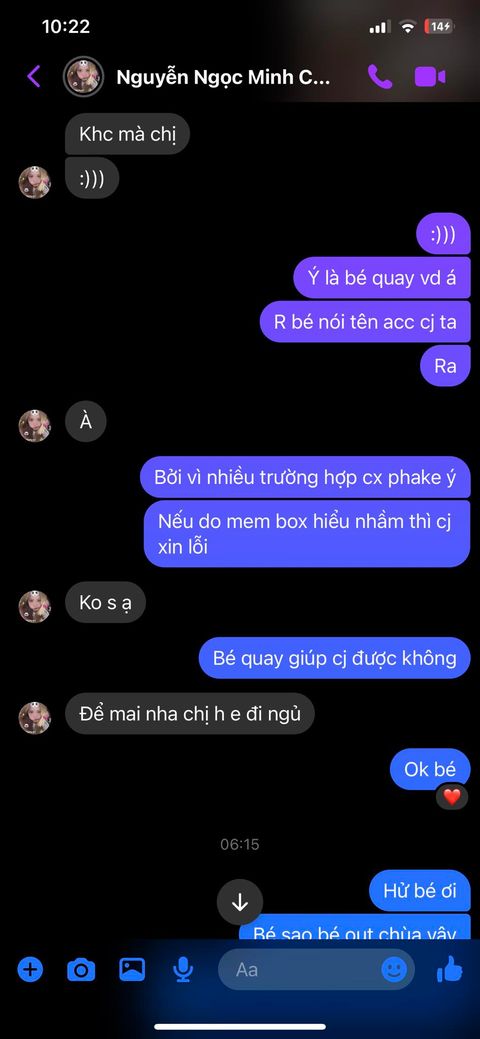 10:22
14
Nguyễn Ngọc Minh C...
Khc mà chị
:)))
:)))
Ý là bé quay vd á
R bé nói tên acc cj ta
Ra
À
Bởi vì nhiều trường hợp cx phake ý
Nếu do mem box hiểu nhầm thì cj
xin lỗi
Ko s ạ
Bé quay giúp cj được không
Để mai nha chị h e đi ngủ
Ok bé
06:15
Hử bé ơi
Bé sao bé out chùa vậy
Aa